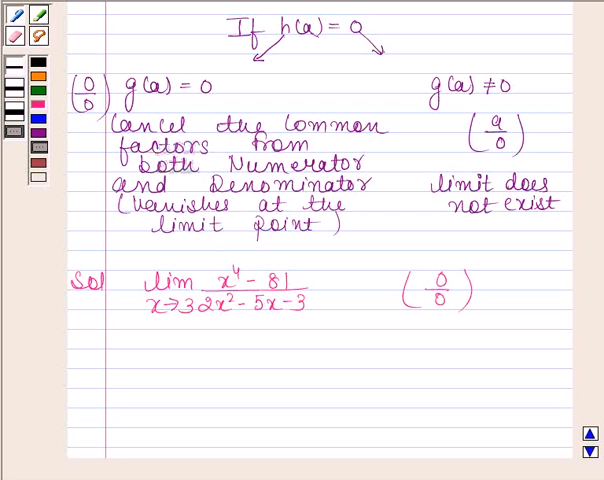 If h(a) = 0
(0/0) g(a) = 0
g(a) ≠ 0
Cancel the common
factors from
both Numerator
and Denominator
(Vanishes at the
limit point)
(a/0)
limit does
not exist
Sol lim x→3 (x⁴ - 81)/(2x² - 5x - 3) (0/0)